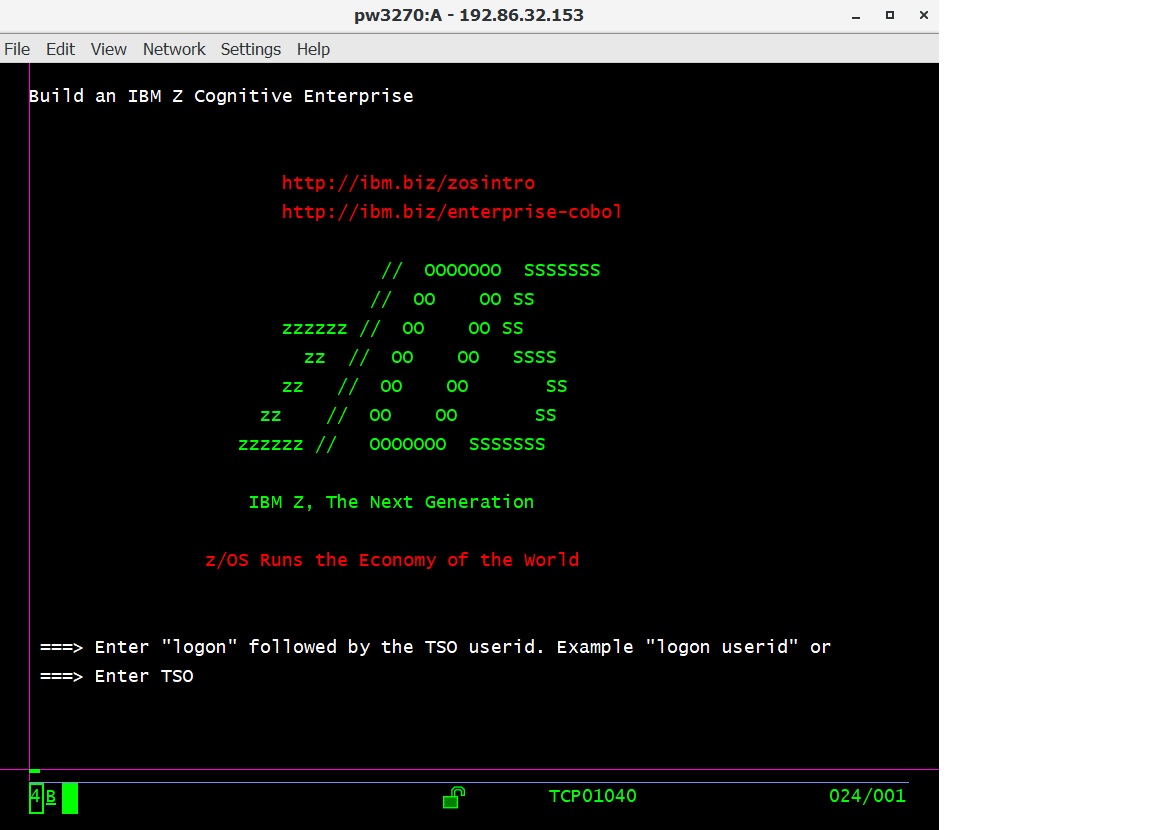 pw3270:A - 192.86.32.153
File Edit View Network Settings Help
Build an IBM Z Cognitive Enterprise
http://ibm.biz/zosintro
http://ibm.biz/enterprise-cobol
// OOOOOOO SSSSSSS
// OO OO SS
zzzzzz // OO OO SS
zz // OO OO SSSS
zz // OO OO SS
zz // OO OO SS
zzzzzz // OOOOOOO SSSSSSS
IBM Z, The Next Generation
z/OS Runs the Economy of the World
===> Enter "logon" followed by the TSO userid. Example "logon userid" or
===> Enter TSO
4B TCP01040 024/001